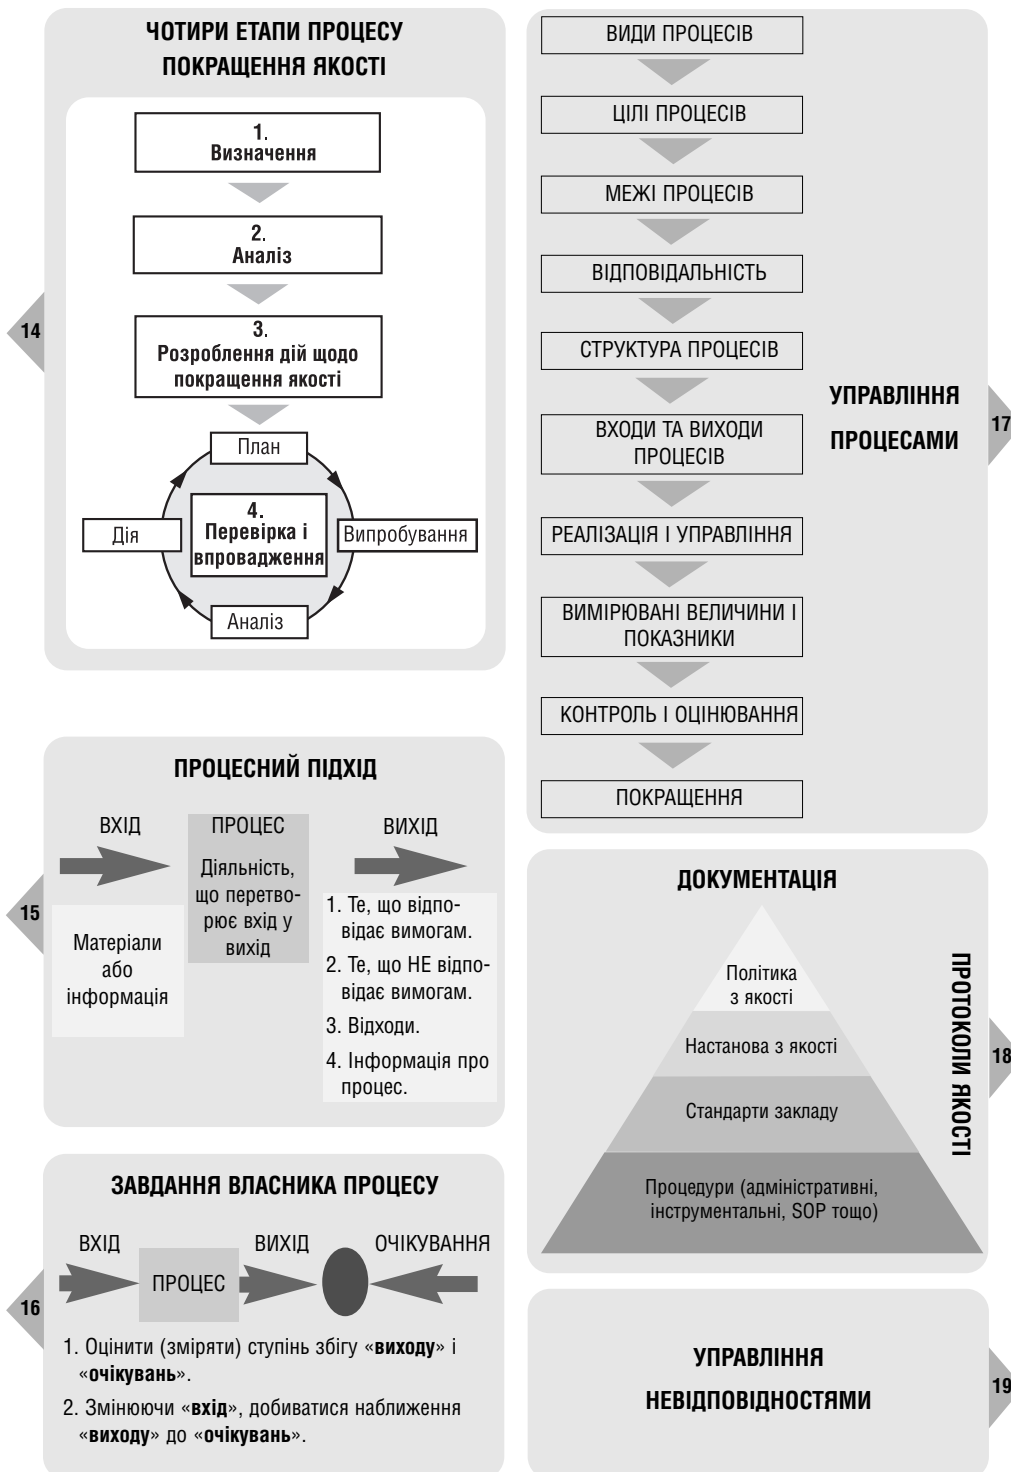 ЧОТИРИ ЕТАПИ ПРОЦЕСУ
ПОКРАЩЕННЯ ЯКОСТІ
1.
Визначення
2.
Аналіз
3.
Розроблення дій щодо
покращення якості
План
Дія
4.
Перевірка і
впровадження
Випробування
Аналіз
14
ПРОЦЕСНИЙ ПІДХІД
ВХІД
Матеріали
або
інформація
ПРОЦЕС
Діяльність,
що перетво-
рює вхід у
вихід
ВИХІД
1. Те, що відпо-
відає вимогам.
2. Те, що НЕ відпо-
відає вимогам.
3. Відходи.
4. Інформація про
процес.
15
ЗАВДАННЯ ВЛАСНИКА ПРОЦЕСУ
ВХІД
ПРОЦЕС
ВИХІД
ОЧІКУВАННЯ
1. Оцінити (зміряти) ступінь збігу «виходу» і
«очікувань».
2. Змінюючи «вхід», добиватися наближення
«виходу» до «очікувань».
16
ВИДИ ПРОЦЕСІВ
ЦІЛІ ПРОЦЕСІВ
МЕЖІ ПРОЦЕСІВ
ВІДПОВІДАЛЬНІСТЬ
СТРУКТУРА ПРОЦЕСІВ
ВХОДИ ТА ВИХОДИ
ПРОЦЕСІВ
РЕАЛІЗАЦІЯ І УПРАВЛІННЯ
ВИМІРЮВАНІ ВЕЛИЧИНИ І
ПОКАЗНИКИ
КОНТРОЛЬ І ОЦІНЮВАННЯ
ПОКРАЩЕННЯ
УПРАВЛІННЯ
ПРОЦЕСАМИ
17
ДОКУМЕНТАЦІЯ
Політика
з якості
Настанова з якості
Стандарти закладу
Процедури (адміністративні,
інструментальні, SOP тощо)
ПРОТОКОЛИ ЯКОСТІ
18
УПРАВЛІННЯ
НЕВІДПОВІДНОСТЯМИ
19